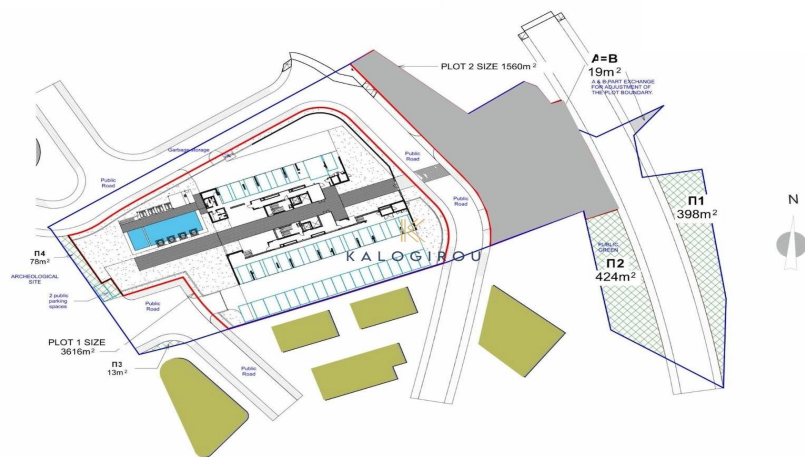 PLOT 2 SIZE 1560m²
A=B
19m²
A & B PART EXCHANGE
FOR ADJUSTMENT OF
THE PLOT BOUNDARY.
Garbage storage
Public
Road
Public
Road
Public
Road
Π1
398m²
N
PUBLIC
GREEN
Π2
424m²
KALOGIROU
Π4
78m²
ARCHEOLOGICAL
SITE
2 public
parking
spaces
Public
Road
PLOT 1 SIZE
3616m²
Π3
13m²
Public
Road